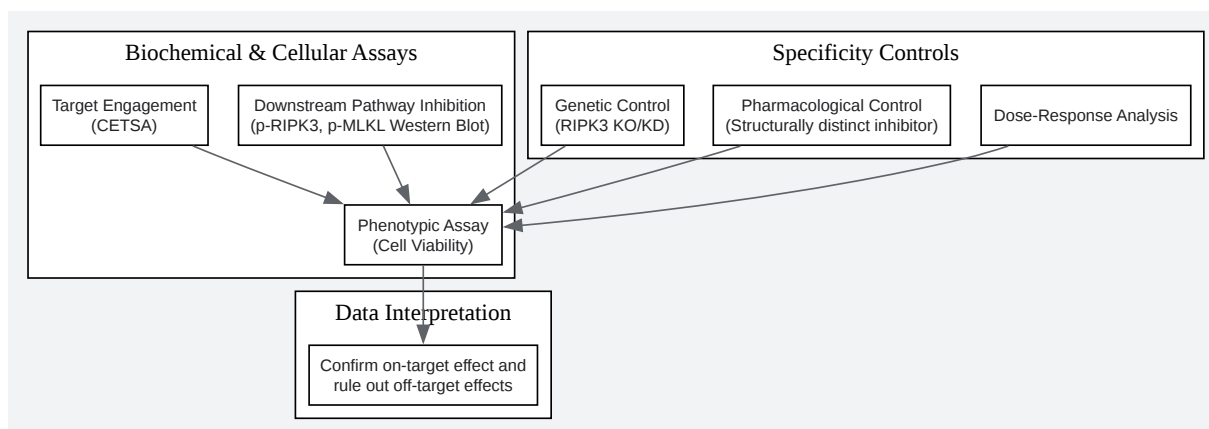 Biochemical & Cellular Assays
Target Engagement
(CETSA)
Downstream Pathway Inhibition
(p-RIPK3, p-MLKL Western Blot)
Phenotypic Assay
(Cell Viability)
Specificity Controls
Genetic Control
(RIPK3 KO/KD)
Pharmacological Control
(Structurally distinct inhibitor)
Dose-Response Analysis
Data Interpretation
Confirm on-target effect and
rule out off-target effects